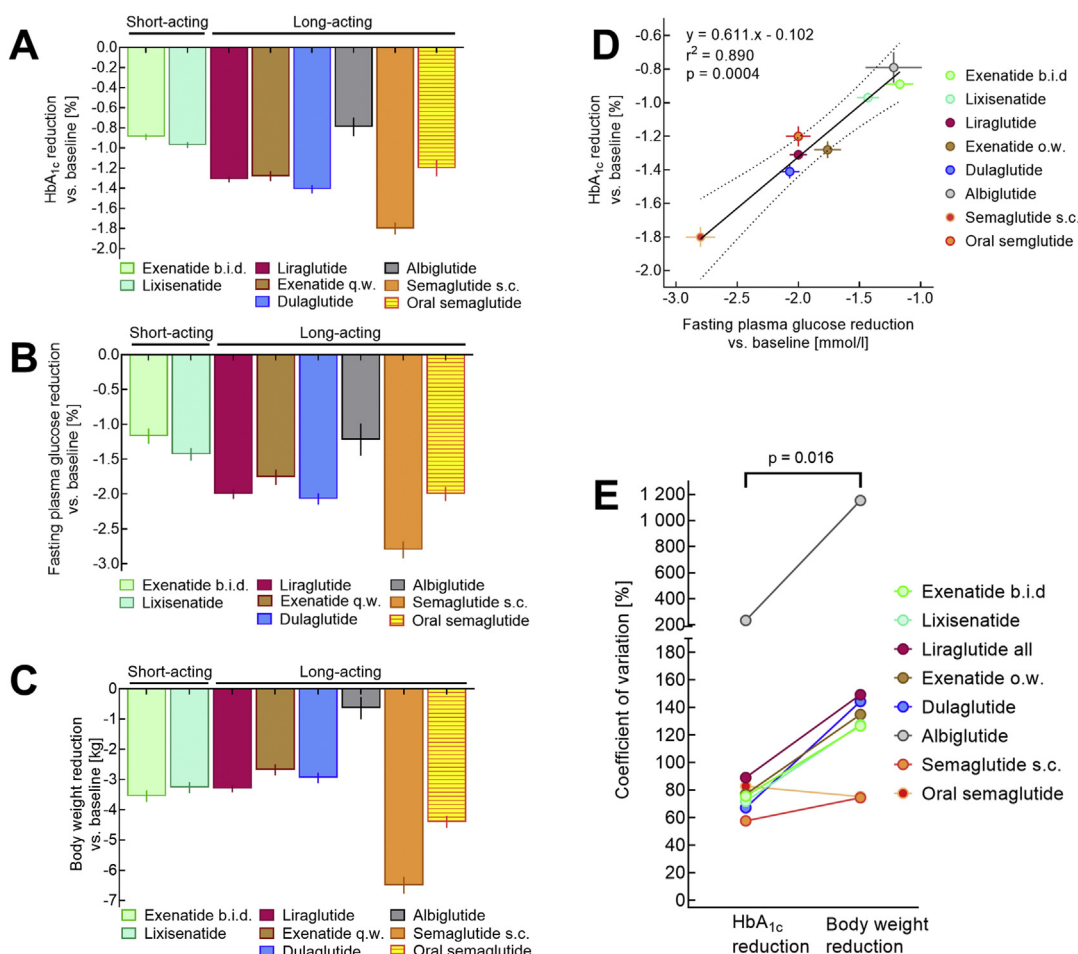 A
Short-acting
Long-acting
HbA1c reduction
vs. baseline [%]
0.0
-0.2
-0.4
-0.6
-0.8
-1.0
-1.2
-1.4
-1.6
-1.8
-2.0
Exenatide b.i.d.
Lixisenatide
Liraglutide
Exenatide q.w.
Dulaglutide
Albiglutide
Semaglutide s.c.
Oral semaglutide
B
Short-acting
Long-acting
Fasting plasma glucose reduction
vs. baseline [%]
0.0
-0.5
-1.0
-1.5
-2.0
-2.5
-3.0
Exenatide b.i.d.
Lixisenatide
Liraglutide
Exenatide q.w.
Dulaglutide
Albiglutide
Semaglutide s.c.
Oral semaglutide
C
Short-acting
Long-acting
Body weight reduction
vs. baseline [kg]
0
-1
-2
-3
-4
-5
-6
-7
Exenatide b.i.d.
Lixisenatide
Liraglutide
Exenatide q.w.
Dulaglutide
Albiglutide
Semaglutide s.c.
Oral semaglutide
D
y = 0.611.x - 0.102
r2 = 0.890
p = 0.0004
HbA1c reduction
vs. baseline [%]
-0.6
-0.8
-1.0
-1.2
-1.4
-1.6
-1.8
-2.0
-3.0
-2.5
-2.0
-1.5
-1.0
Fasting plasma glucose reduction
vs. baseline [mmol/l]
Exenatide b.i.d
Lixisenatide
Liraglutide
Exenatide o.w.
Dulaglutide
Albiglutide
Semaglutide s.c.
Oral semglutide
E
p = 0.016
Coefficient of variation [%]
1 200
1 000
800
600
400
200
180
160
140
120
100
80
60
40
20
0
HbA1c
reduction
Body weight
reduction
Exenatide b.i.d
Lixisenatide
Liraglutide all
Exenatide o.w.
Dulaglutide
Albiglutide
Semaglutide s.c.
Oral semaglutide